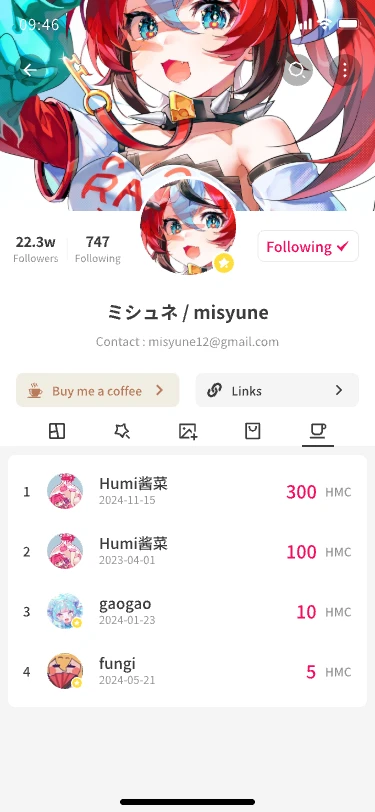 09:46
RA
22.3w
Followers
747
Following
Following
ミシュネ / misyune
Contact : misyune12@gmail.com
Buy me a coffee
Links
1
Humi酱菜
2024-11-15
300 HMC
2
Humi酱菜
2023-04-01
100 HMC
3
gaogao
2024-01-23
10 HMC
4
fungi
2024-05-21
5 HMC